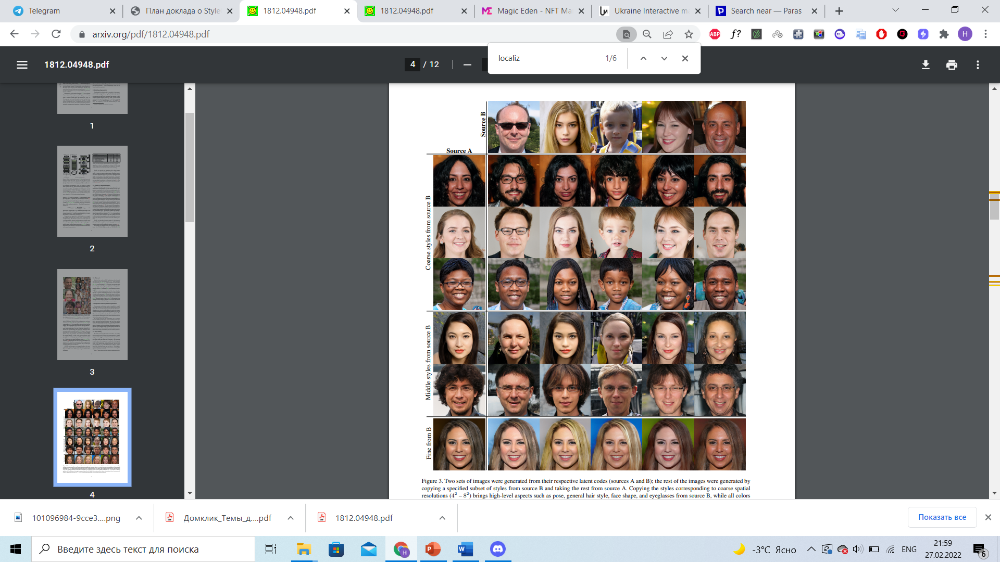 Telegram
План доклада о Style
1812.04948.pdf
1812.04948.pdf
Magic Eden - NFT Ma
Ukraine Interactive m
Search near — Paras
arxiv.org/pdf/1812.04948.pdf
ABP
f?
H
localiz
1/6
1812.04948.pdf
4 / 12
1
2
3
4
Source B
Source A
Coarse styles from source B
Middle styles from source B
Fine from B
Figure 3. Two sets of images were generated from their respective latent codes (sources A and B); the rest of the images were generated by
copying a specified subset of styles from source B and taking the rest from source A. Copying the styles corresponding to coarse spatial
resolutions (4² – 8²) brings high-level aspects such as pose, general hair style, face shape, and eyeglasses from source B, while all colors
101096984-9cce3....png
Домклик_Темы_д....pdf
1812.04948.pdf
Показать все
Введите здесь текст для поиска
-3°C Ясно
ENG
21:59
27.02.2022
6